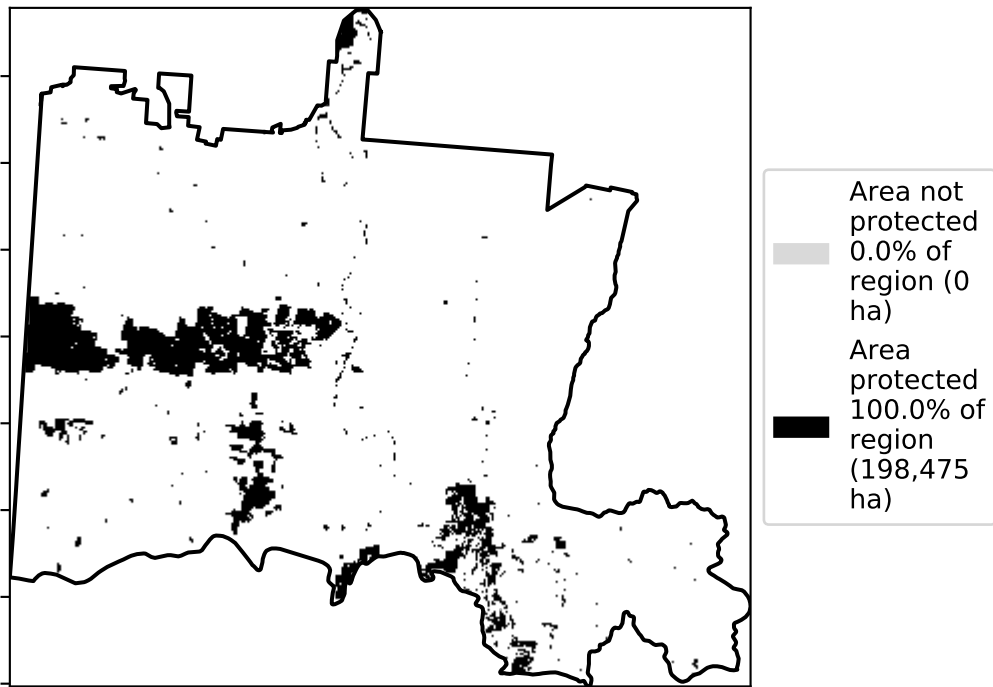 Area not
protected
0.0% of
region (0
ha)
Area
protected
100.0% of
region
(198,475
ha)